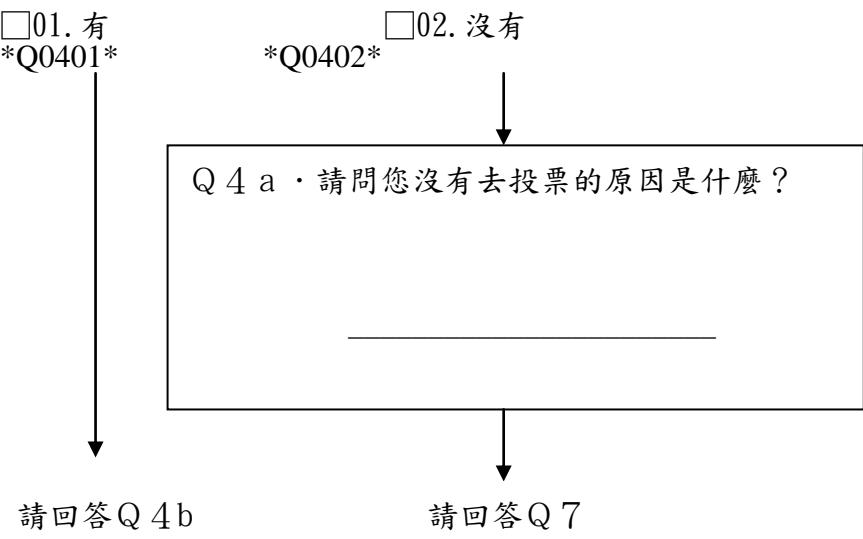 □01.有 □02.沒有
*Q0401* *Q0402*
Ｑ４ａ．請問您沒有去投票的原因是什麼？
請回答Ｑ４b 請回答Ｑ７